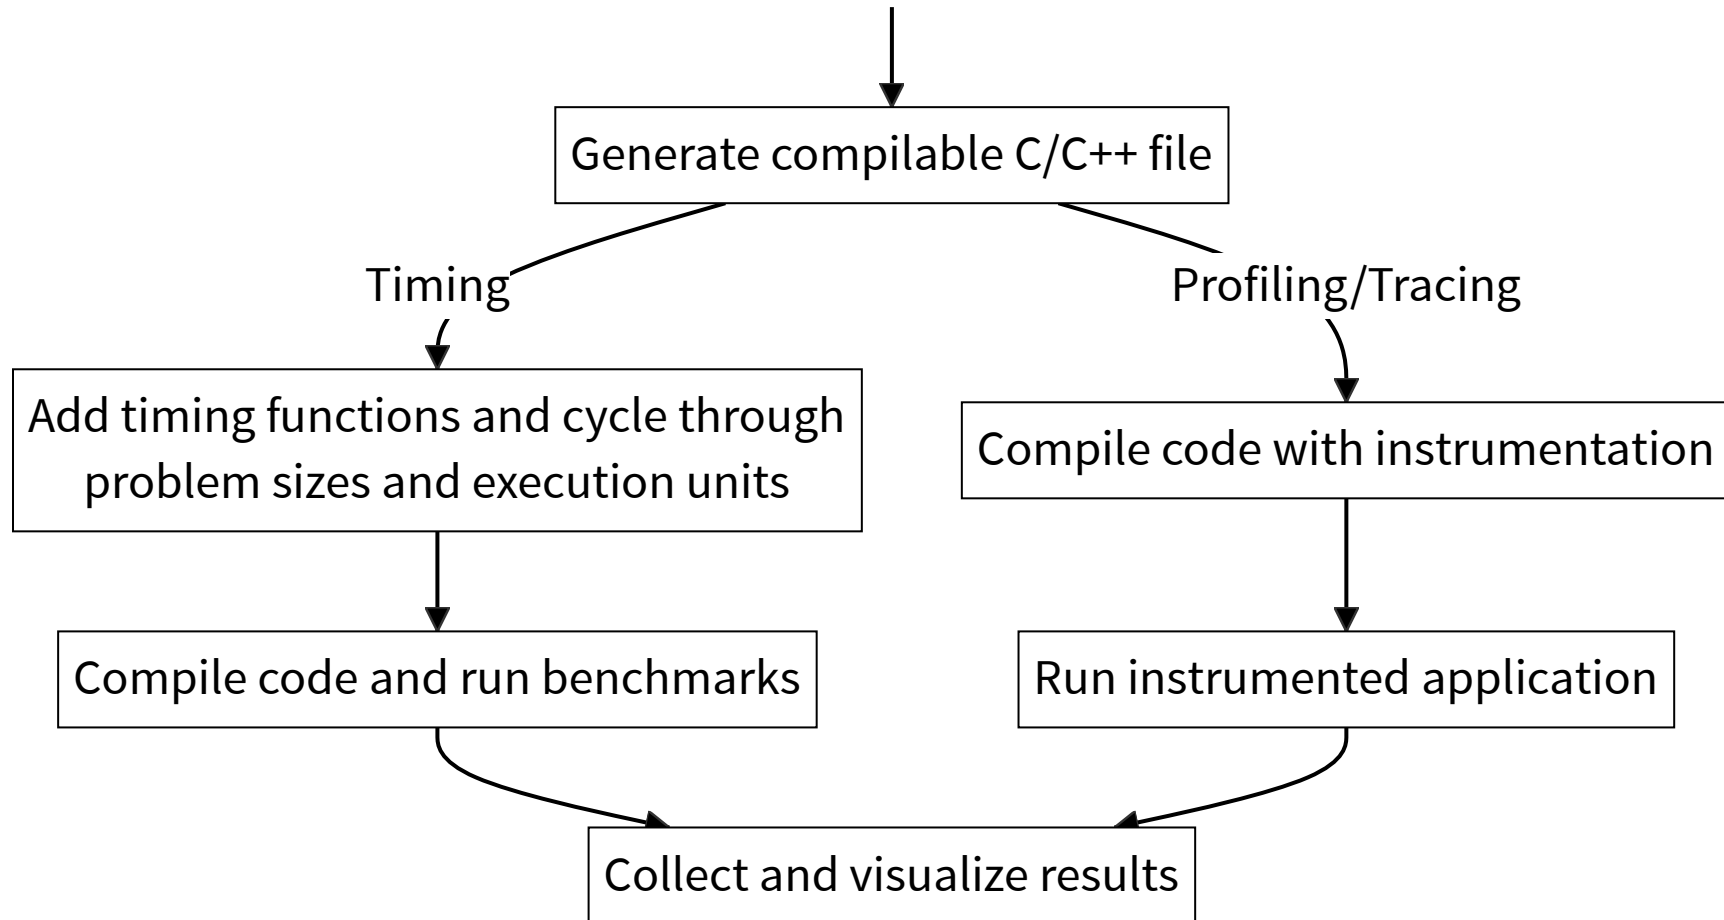 Generate compilable C/C++ file
Timing
Profiling/Tracing
Add timing functions and cycle through
problem sizes and execution units
Compile code with instrumentation
Compile code and run benchmarks
Run instrumented application
Collect and visualize results